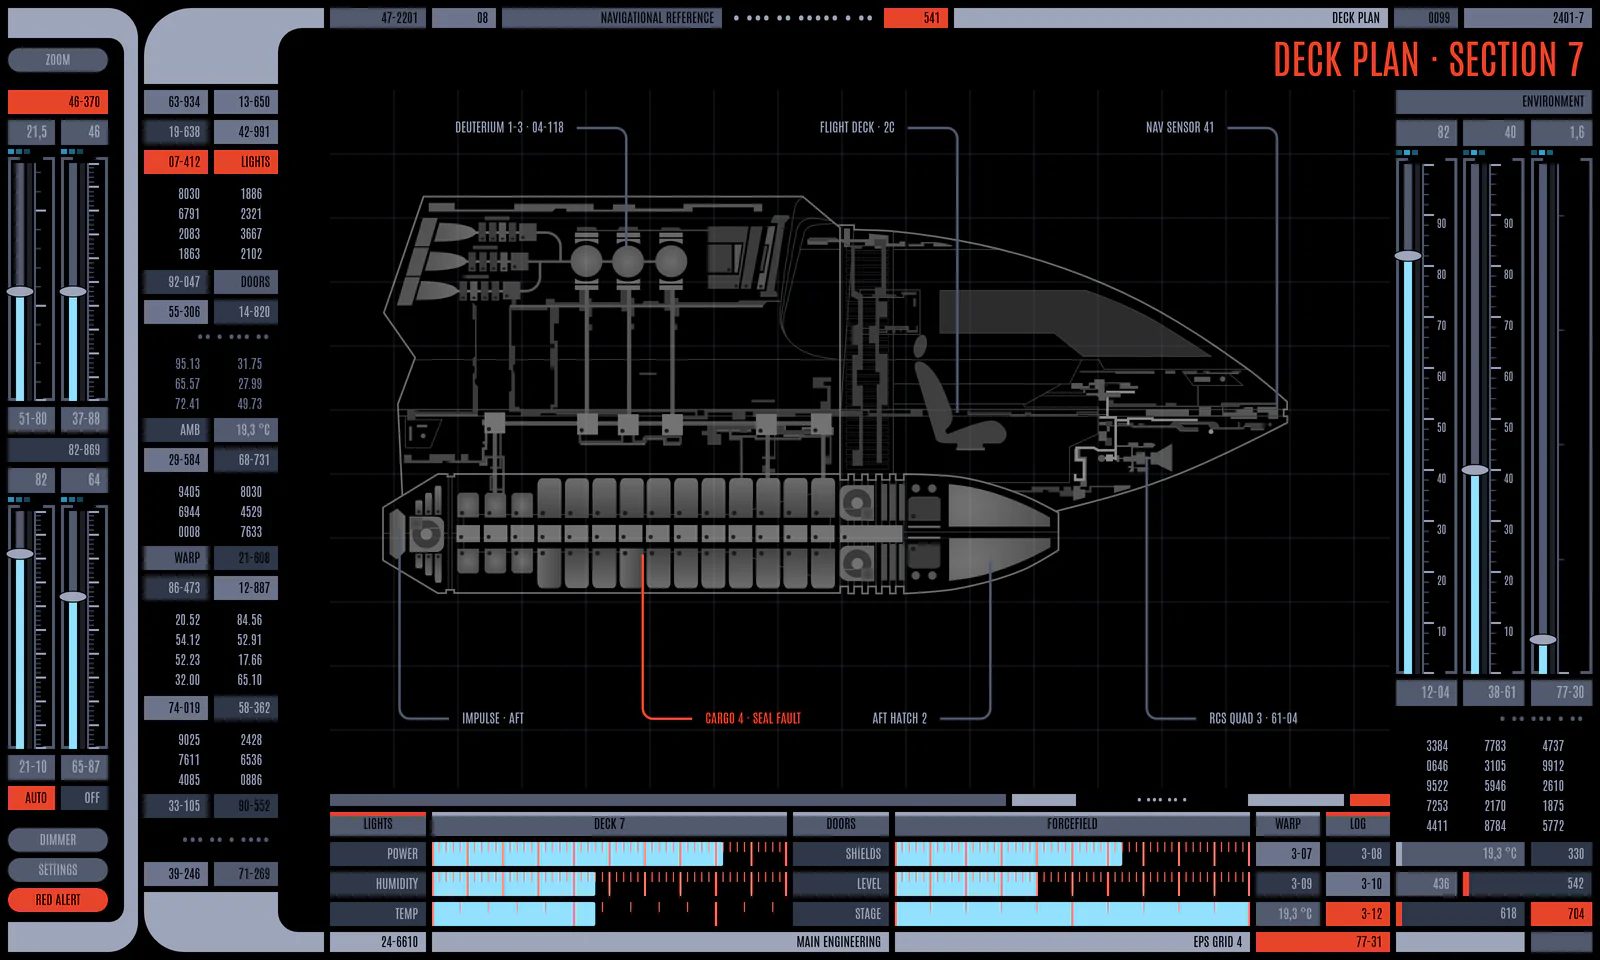 47-2201
08
NAVIGATIONAL REFERENCE
541
DECK PLAN
0099
2401-7
DECK PLAN · SECTION 7
ZOOM
46-370
21,5 46
51-80 37-88
82-869
82 64
21-10 65-87
AUTO OFF
DIMMER
SETTINGS
RED ALERT
63-934 13-650
19-638 42-991
07-412 LIGHTS
8030 1886
6791 2321
2083 3667
1863 2102
92-047 DOORS
55-306 14-820
95.13 31.75
65.57 27.99
72.41 49.73
AMB 19,3 °C
29-584 68-731
9405 8030
6944 4529
0008 7633
WARP 21-608
86-473 12-887
20.52 84.56
54.12 52.91
52.23 17.66
32.00 65.10
74-019 58-362
9025 2428
7611 6536
4085 0886
33-105 90-552
39-246 71-269
DEUTERIUM 1-3 · 04-118
FLIGHT DECK · 2C
NAV SENSOR 41
IMPULSE · AFT
CARGO 4 · SEAL FAULT
AFT HATCH 2
RCS QUAD 3 · 61-04
ENVIRONMENT
82 40 1,6
90 90
80 80
70 70
60 60
50 50
40 40
30 30
20 20
10 10
12-04 38-61 77-30
3384 7783 4737
0646 3105 9912
9522 5946 2610
7253 2170 1875
4411 8784 5772
19,3 °C 330
436 542
618 704
LIGHTS DECK 7 DOORS FORCEFIELD WARP LOG
POWER SHIELDS 3-07 3-08
HUMIDITY LEVEL 3-09 3-10
TEMP STAGE 19,3 °C 3-12
24-6610 MAIN ENGINEERING EPS GRID 4 77-31